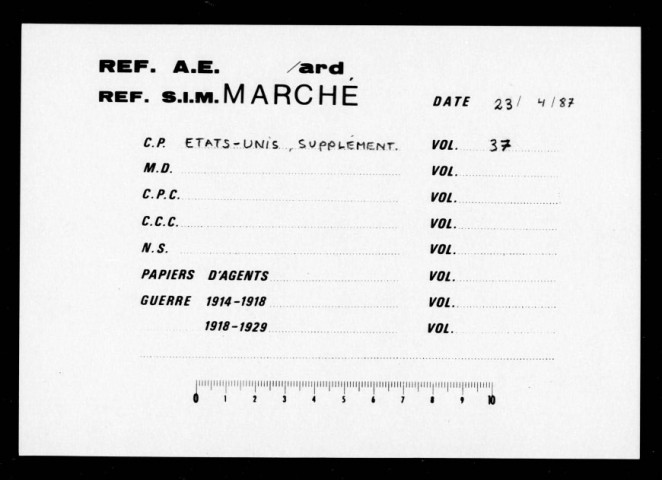 REF. A.E. /ard
REF. S.I.M. MARCHÉ DATE 23/ 4/87
C.P. ETATS-UNIS, SUPPLÉMENT. VOL. 37
M.D. VOL.
C.P.C. VOL.
C.C.C. VOL.
N.S. VOL.
PAPIERS D'AGENTS VOL.
GUERRE 1914-1918 VOL.
1918-1929 VOL.
0 1 2 3 4 5 6 7 8 9 10